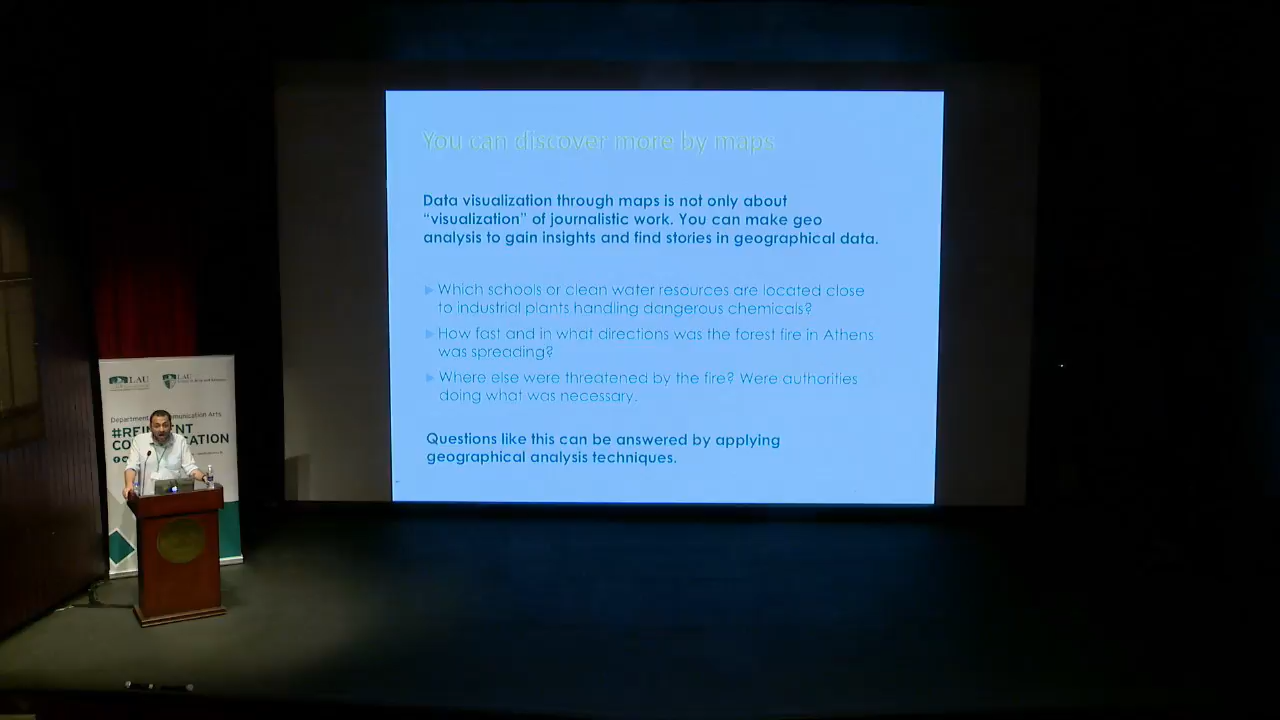 You can discover more by maps
Data visualization through maps is not only about
“visualization” of journalistic work. You can make geo
analysis to gain insights and find stories in geographical data.
Which schools or clean water resources are located close
to industrial plants handling dangerous chemicals?
How fast and in what directions was the forest fire in Athens
was spreading?
Where else were threatened by the fire? Were authorities
doing what was necessary.
Questions like this can be answered by applying
geographical analysis techniques.
LAU
LAU
Department
munication Arts